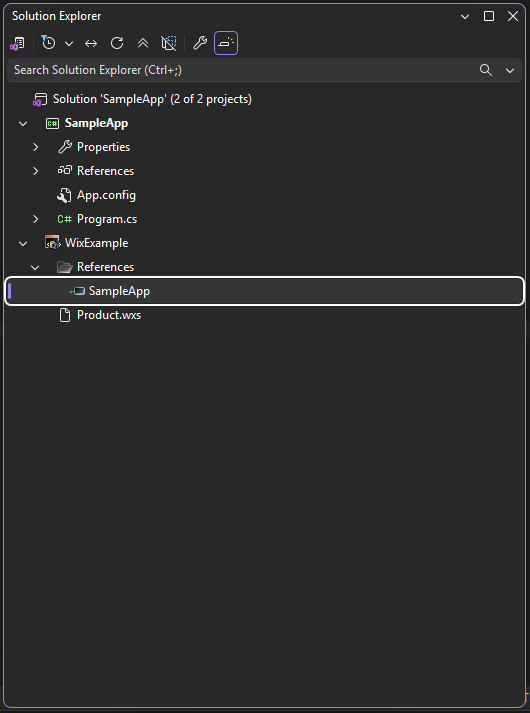 Solution Explorer
Search Solution Explorer (Ctrl+;)
Solution 'SampleApp' (2 of 2 projects)
C# SampleApp
Properties
References
App.config
C# Program.cs
WixExample
References
SampleApp
Product.wxs